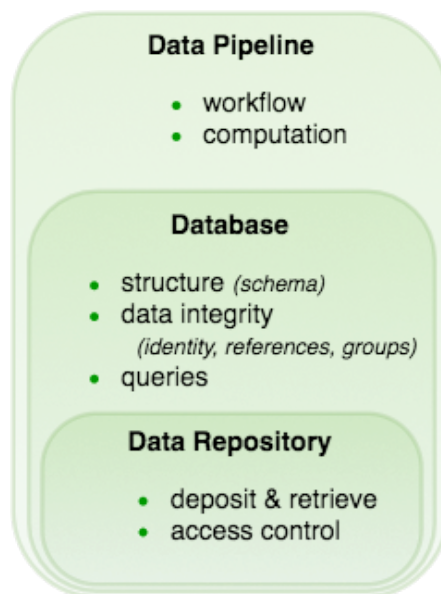 Data Pipeline
• workflow
• computation
Database
• structure (schema)
• data integrity
(identity, references, groups)
• queries
Data Repository
• deposit & retrieve
• access control